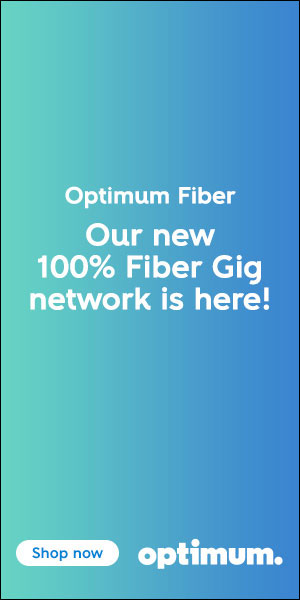 Optimum Fiber
Our new
100% Fiber Gig
network is here!
Shop now
optimum.